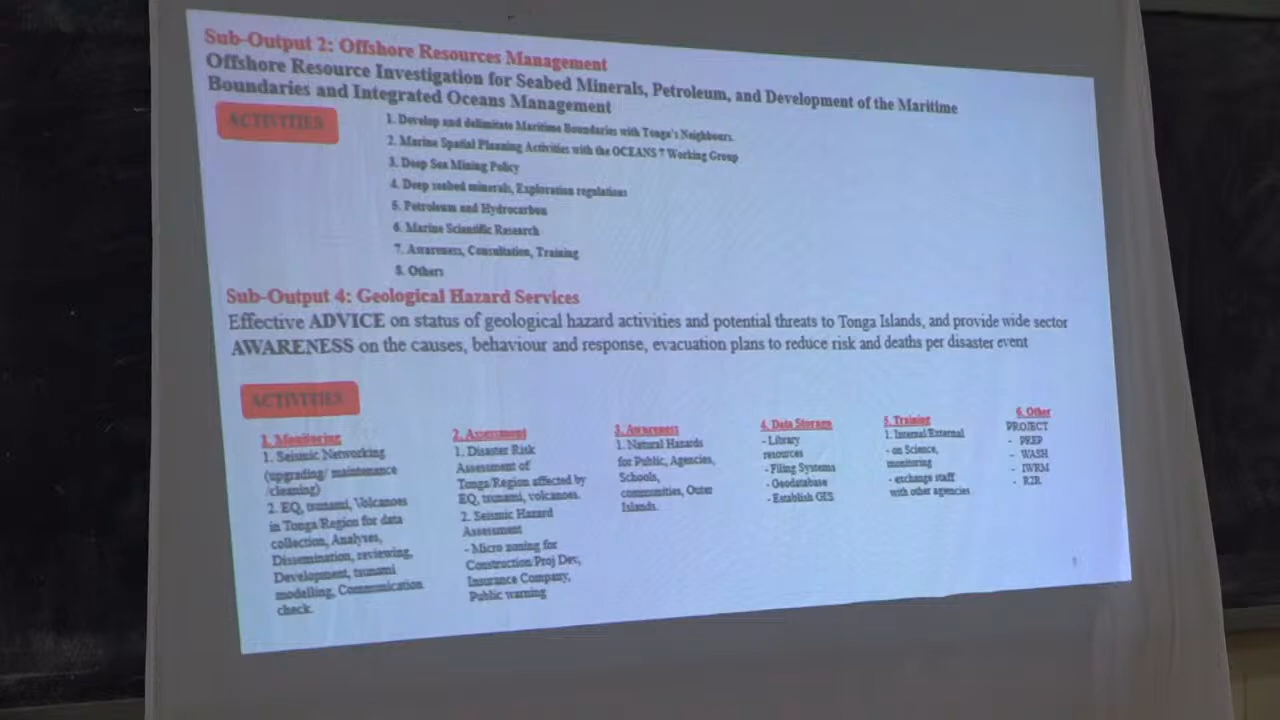 Sub-Output 2: Offshore Resources Management
Offshore Resource Investigation for Seabed Minerals, Petroleum, and Development of the Maritime
Boundaries and Integrated Oceans Management
ACTIVITIES
1. Develop and delimitate Maritime Boundaries with Tonga's Neighbours.
2. Marine Spatial Planning Activities with the OCEANS 7 Working Group
3. Deep Sea Mining Policy
4. Deep seabed minerals, Exploration regulations
5. Petroleum and Hydrocarbon
6. Marine Scientific Research
7. Awareness, Consultation, Training
8. Others
Sub-Output 4: Geological Hazard Services
Effective ADVICE on status of geological hazard activities and potential threats to Tonga Islands, and provide wide sector
AWARENESS on the causes, behaviour and response, evacuation plans to reduce risk and deaths per disaster event
ACTIVITIES
1. Monitoring
1. Seismic Networking
(upgrading/ maintenance
/cleaning)
2. EQ, tsunami, Volcanoes
in Tonga/Region for data
collection, Analyses,
Dissemination, reviewing,
Development, tsunami
modelling, Communication
check.
2. Assessment
1. Disaster Risk
Assessment of
Tonga/Region affected by
EQ, tsunami, volcanoes.
2. Seismic Hazard
Assessment
- Micro zoning for
Construction Proj Dev,
Insurance Company,
Public warning
3. Awareness
1. Natural Hazards
for Public, Agencies,
Schools,
communities, Outer
Islands.
4. Data Storage
- Library
resources
- Filing Systems
- Geodatabase
- Establish GIS
5. Training
1. Internal/External
- on Science,
monitoring
- exchange staff
with other agencies
6. Other
PROJECT
- PREP
- WASH
- IWRM
- R2R